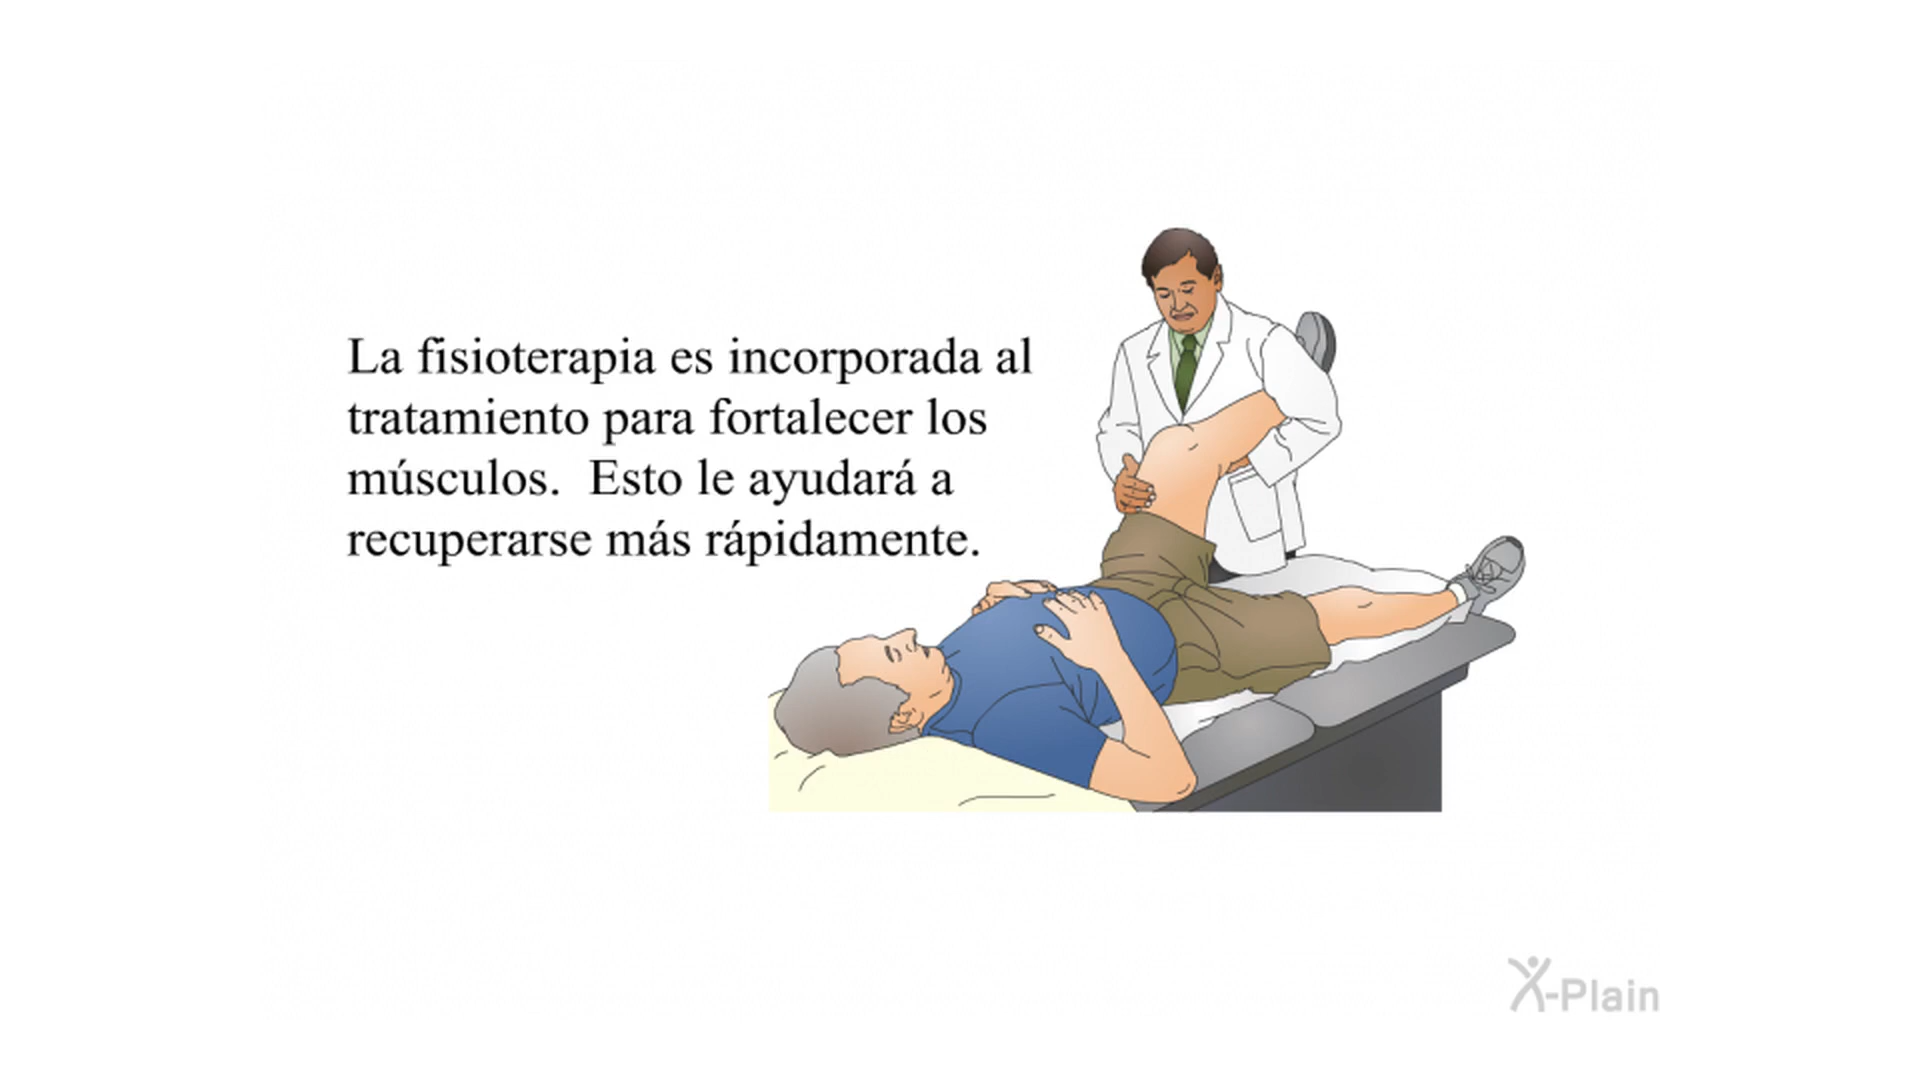 La fisioterapia es incorporada al
tratamiento para fortalecer los
músculos.  Esto le ayudará a
recuperarse más rápidamente.
X-Plain